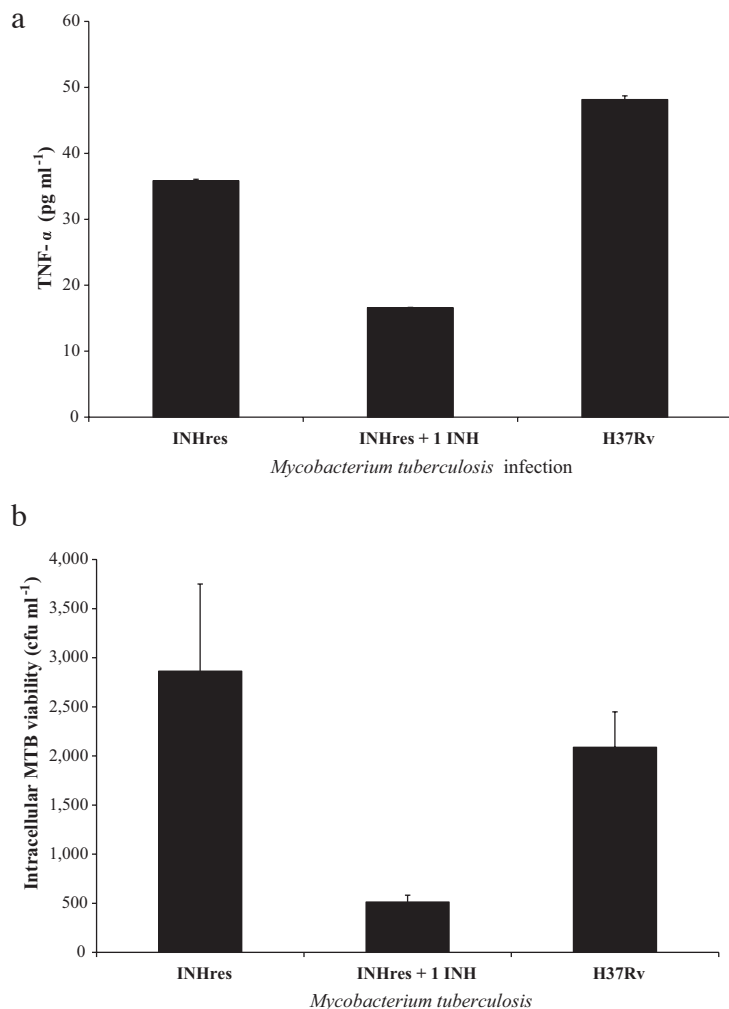 a
60
50
40
30
20
10
0
TNF-α (pg ml⁻¹)
INHres INHres + 1 INH H37Rv
Mycobacterium tuberculosis infection
b
4,000
3,500
3,000
2,500
2,000
1,500
1,000
500
0
Intracellular MTB viability (cfu ml⁻¹)
INHres INHres + 1 INH H37Rv
Mycobacterium tuberculosis